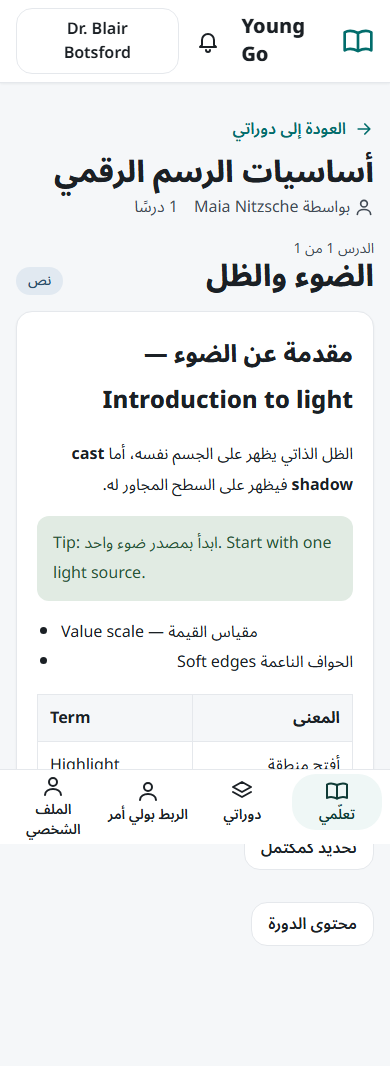 Young
Go
Dr. Blair
Botsford
العودة إلى دوراتي
أساسيات الرسم الرقمي
بواسطة Maia Nitzsche
1 درسًا
الدرس 1 من 1
الضوء والظل
نص
مقدمة عن الضوء —
Introduction to light
الظل الذاتي يظهر على الجسم نفسه، أما cast
shadow فيظهر على السطح المجاور له.
Tip: ابدأ بمصدر ضوء واحد. Start with one
light source.
Value scale — مقياس القيمة
الحواف الناعمة Soft edges
المعنى
Term
أفتح منطقة
Highlight
تعلّمي
دوراتي
الربط بولي أمر
الملف
الشخصي
تحديد كمكتمل
محتوى الدورة